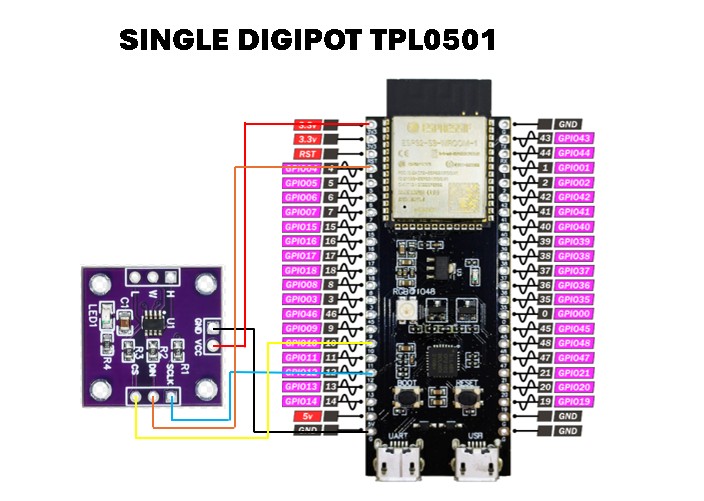 SINGLE DIGIPOT TPL0501
3.3v
3.3v
RST
GPIO04 4
GPIO05 5
GPIO06 6
GPIO07 7
GPIO15 15
GPIO16 16
GPIO17 17
GPIO18 18
GPIO08 8
GPIO03 3
GPIO46 46
GPIO09 9
GPIO10 10
GPIO11 11
GPIO12 12
GPIO13 13
GPIO14 14
5v
GND
GND
43 GPIO43
44 GPIO44
1 GPIO01
2 GPIO02
42 GPIO42
41 GPIO41
40 GPIO40
39 GPIO39
38 GPIO38
37 GPIO37
36 GPIO36
35 GPIO35
0 GPIO00
45 GPIO45
48 GPIO48
47 GPIO47
21 GPIO21
20 GPIO20
19 GPIO19
GND
GND
ESP32-S3-WROOM-1
RGB@IO48
BOOT
RESET
UART
USB
W H
LED1
C1
U1
GND
VCC
R3
R2
R1
R4
CS
DIN
SCLK